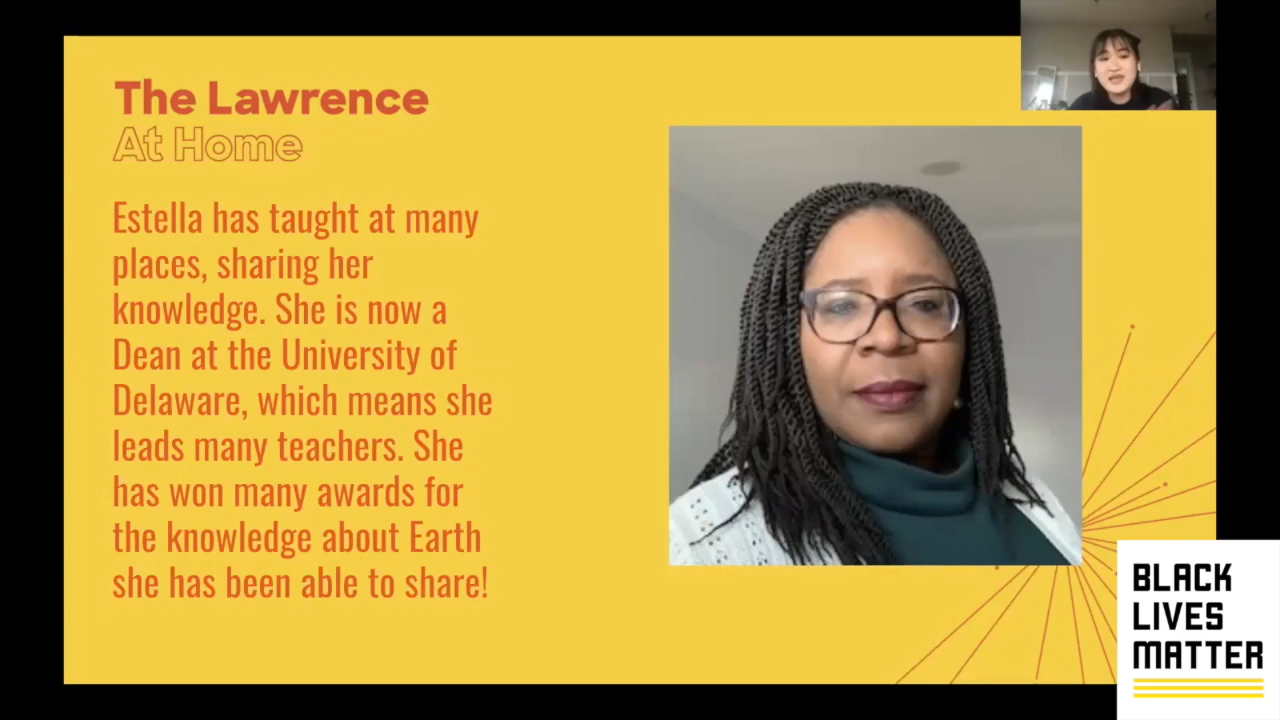 The Lawrence
At Home
Estella has taught at many
places, sharing her
knowledge. She is now a
Dean at the University of
Delaware, which means she
leads many teachers. She
has won many awards for
the knowledge about Earth
she has been able to share!
BLACK
LIVES
MATTER